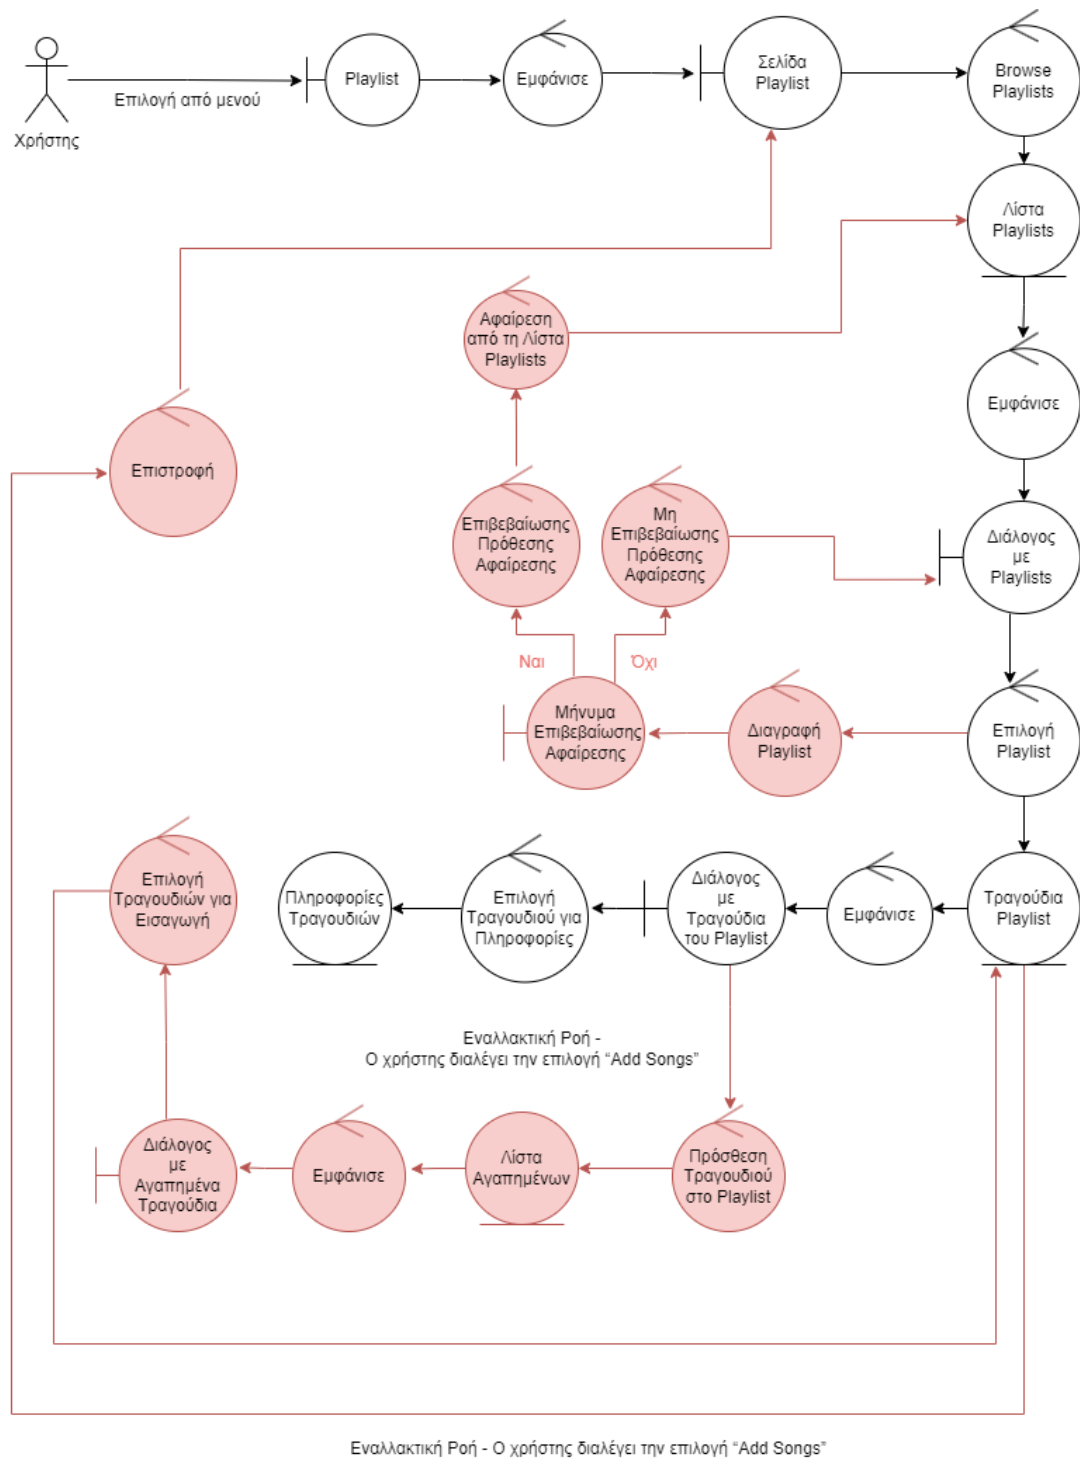 Χρήστης
Επιλογή από μενού
Playlist
Εμφάνισε
Σελίδα
Playlist
Browse
Playlists
Λίστα
Playlists
Αφαίρεση
από τη Λίστα
Playlists
Εμφάνισε
Επιστροφή
Επιβεβαίωσης
Πρόθεσης
Αφαίρεσης
Μη
Επιβεβαίωσης
Πρόθεσης
Αφαίρεσης
Διάλογος
με
Playlists
Ναι
Όχι
Μήνυμα
Επιβεβαίωσης
Αφαίρεσης
Διαγραφή
Playlist
Επιλογή
Playlist
Επιλογή
Τραγουδιών για
Εισαγωγή
Πληροφορίες
Τραγουδιών
Επιλογή
Τραγουδιού για
Πληροφορίες
Διάλογος
με
Τραγούδια
του Playlist
Εμφάνισε
Τραγούδια
Playlist
Εναλλακτική Ροή -
Ο χρήστης διαλέγει την επιλογή “Add Songs”
Διάλογος
με
Αγαπημένα
Τραγούδια
Εμφάνισε
Λίστα
Αγαπημένων
Πρόσθεση
Τραγουδιού
στο Playlist
Εναλλακτική Ροή - Ο χρήστης διαλέγει την επιλογή “Add Songs”